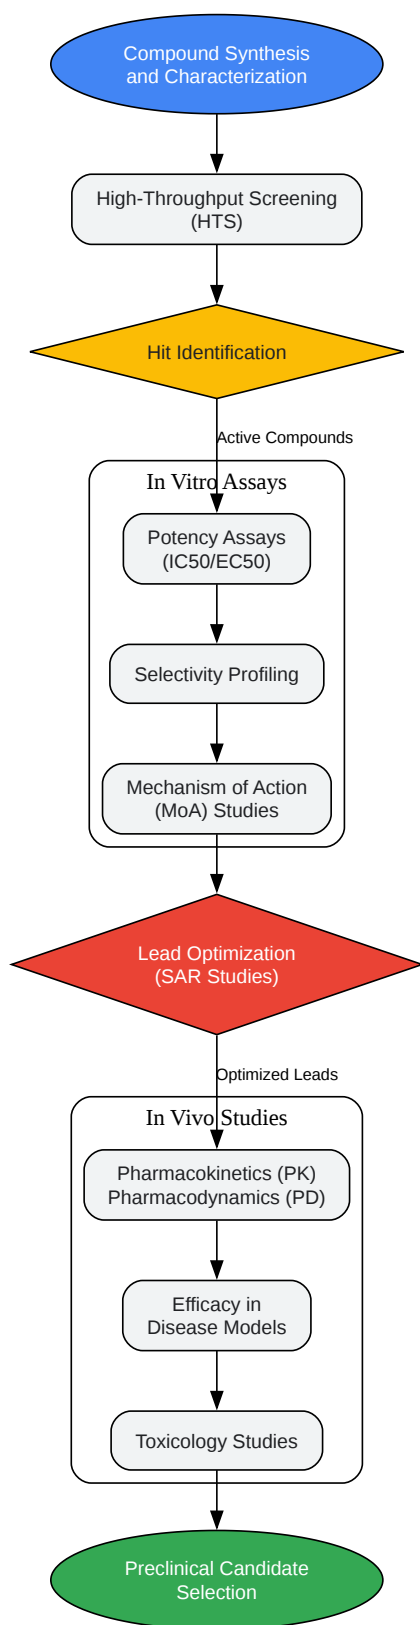 Compound Synthesis
and Characterization
High-Throughput Screening
(HTS)
Hit Identification
Active Compounds
In Vitro Assays
Potency Assays
(IC50/EC50)
Selectivity Profiling
Mechanism of Action
(MoA) Studies
Lead Optimization
(SAR Studies)
Optimized Leads
In Vivo Studies
Pharmacokinetics (PK)
Pharmacodynamics (PD)
Efficacy in
Disease Models
Toxicology Studies
Preclinical Candidate
Selection